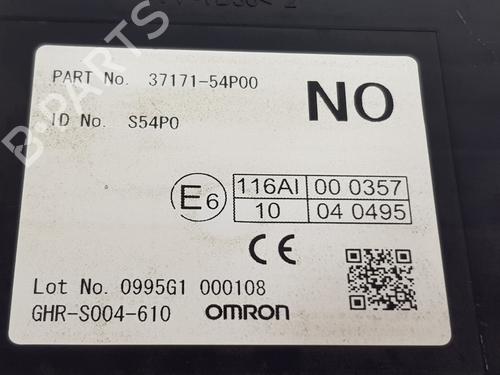 PART No. 37171-54P00
NO
ID No. S54P0
E6
116AI 00 0357
10 04 0495
CE
Lot No. 0995G1 000108
GHR-S004-610 OMRON
B-PARTS